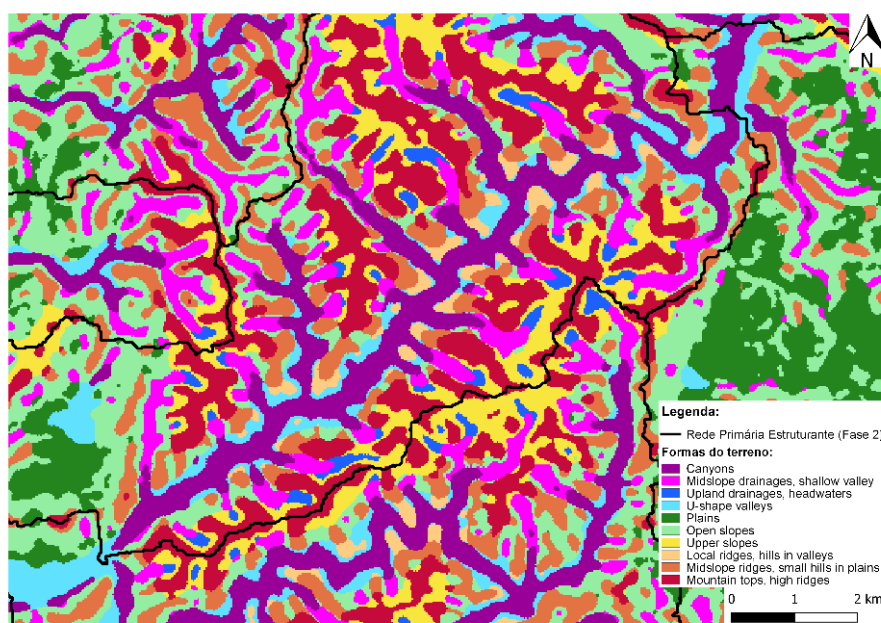 N
Legenda:
Rede Primária Estruturante (Fase 2)
Formas do terreno:
Canyons
Midslope drainages, shallow valley
Upland drainages, headwaters
U-shape valleys
Plains
Open slopes
Upper slopes
Local ridges, hills in valleys
Midslope ridges, small hills in plains
Mountain tops, high ridges
0 1 2 km